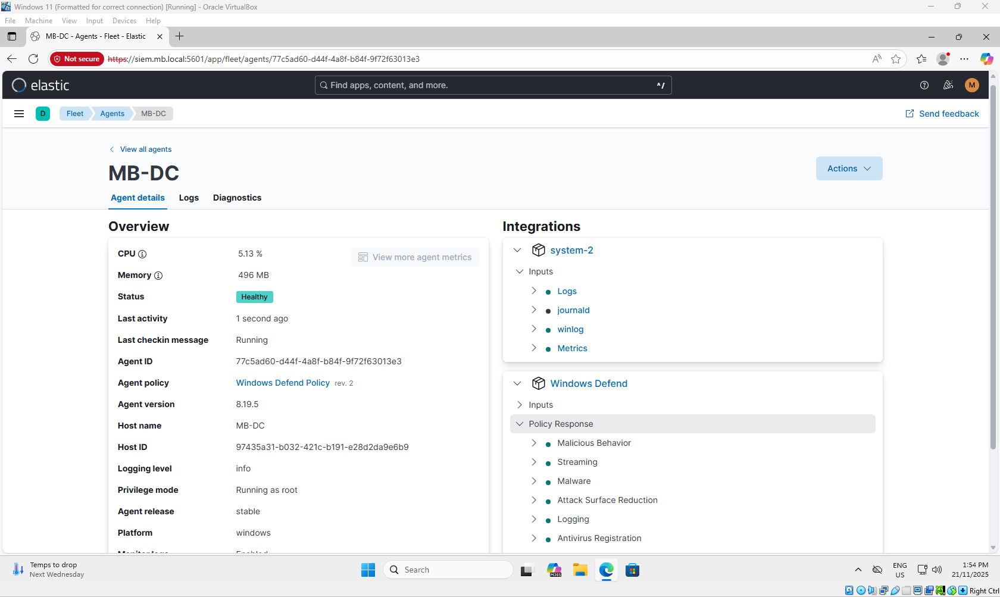 Windows 11 (Formatted for correct connection) [Running] - Oracle VirtualBox
File Machine View Input Devices Help
MB-DC - Agents - Fleet - Elastic
Not secure https://siem.mb.local:5601/app/fleet/agents/77c5ad60-d44f-4a8f-b84f-9f72f63013e3
elastic
Find apps, content, and more. ^/
M
D Fleet Agents MB-DC
Send feedback
View all agents
MB-DC
Actions
Agent details Logs Diagnostics
Overview
CPU 5.13 %
View more agent metrics
Memory 496 MB
Status Healthy
Last activity 1 second ago
Last checkin message Running
Agent ID 77c5ad60-d44f-4a8f-b84f-9f72f63013e3
Agent policy Windows Defend Policy rev. 2
Agent version 8.19.5
Host name MB-DC
Host ID 97435a31-b032-421c-b191-e28d2da9e6b9
Logging level info
Privilege mode Running as root
Agent release stable
Platform windows
Integrations
system-2
Inputs
Logs
journald
winlog
Metrics
Windows Defend
Inputs
Policy Response
Malicious Behavior
Streaming
Malware
Attack Surface Reduction
Logging
Antivirus Registration
Temps to drop
Next Wednesday
Search
M365
ENG
US
1:54 PM
21/11/2025
Right Ctrl